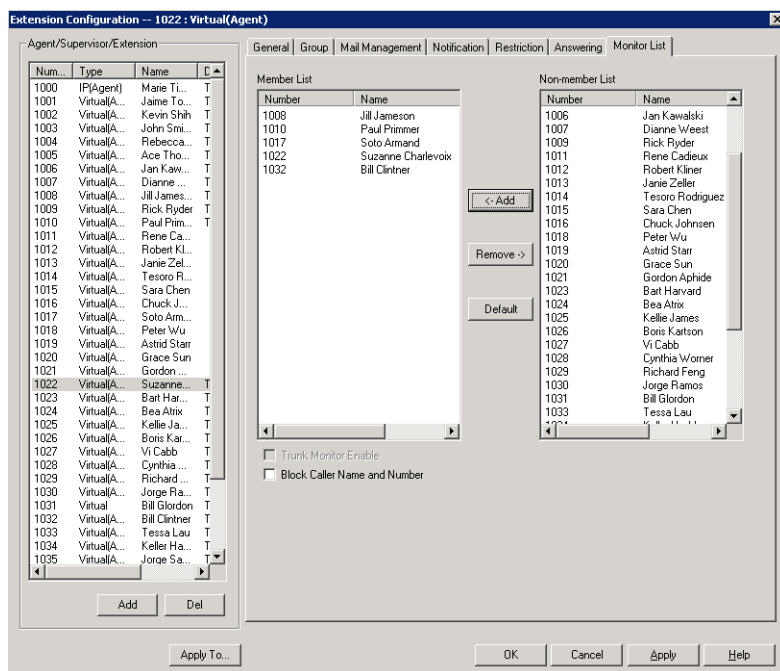 Extension Configuration -- 1022 : Virtual(Agent)
Agent/Supervisor/Extension
Num... Type Name
1000 IP(Agent) Marie Ti... T
1001 Virtual(A... Jaime To... T
1002 Virtual(A... Kevin Shih T
1003 Virtual(A... John Smi... T
1004 Virtual(A... Rebecca... T
1005 Virtual(A... Ace Tho... T
1006 Virtual(A... Jan Kaw... T
1007 Virtual(A... Dianne ... T
1008 Virtual(A... Jill James... T
1009 Virtual(A... Rick Ryder T
1010 Virtual(A... Paul Prim... T
1011 Virtual(A... Rene Ca...
1012 Virtual(A... Robert Kl...
1013 Virtual(A... Janie Zel...
1014 Virtual(A... Tesoro R...
1015 Virtual(A... Sara Chen
1016 Virtual(A... Chuck J...
1017 Virtual(A... Soto Arm...
1018 Virtual(A... Peter Wu
1019 Virtual(A... Astrid Starr
1020 Virtual(A... Grace Sun
1021 Virtual(A... Gordon ...
1022 Virtual(A... Suzanne... T
1023 Virtual(A... Bart Har... T
1024 Virtual(A... Bea Atrix T
1025 Virtual(A... Kellie Ja... T
1026 Virtual(A... Boris Kar... T
1027 Virtual(A... Vi Cabb T
1028 Virtual(A... Cynthia ... T
1029 Virtual(A... Richard ... T
1030 Virtual(A... Jorge Ra... T
1031 Virtual Bill Glordon T
1032 Virtual(A... Bill Clintner T
1033 Virtual(A... Tessa Lau T
1034 Virtual(A... Keller Ha... T
1035 Virtual(A... Jorge Sa... T
Add Del
Apply To...
General Group Mail Management Notification Restriction Answering Monitor List
Member List
Number Name
1008 Jill Jameson
1010 Paul Primmer
1017 Soto Armand
1022 Suzanne Charlevoix
1032 Bill Clintner
<- Add
Remove ->
Default
Non-member List
Number Name
1006 Jan Kawalski
1007 Dianne Weest
1009 Rick Ryder
1011 Rene Cadieux
1012 Robert Kliner
1013 Janie Zeller
1014 Tesoro Rodriguez
1015 Sara Chen
1016 Chuck Johnsen
1018 Peter Wu
1019 Astrid Starr
1020 Grace Sun
1021 Gordon Aphide
1023 Bart Harvard
1024 Bea Atrix
1025 Kellie James
1026 Boris Kartson
1027 Vi Cabb
1028 Cynthia Worner
1029 Richard Feng
1030 Jorge Ramos
1031 Bill Glordon
1033 Tessa Lau
Trunk Monitor Enable
Block Caller Name and Number
OK Cancel Apply Help